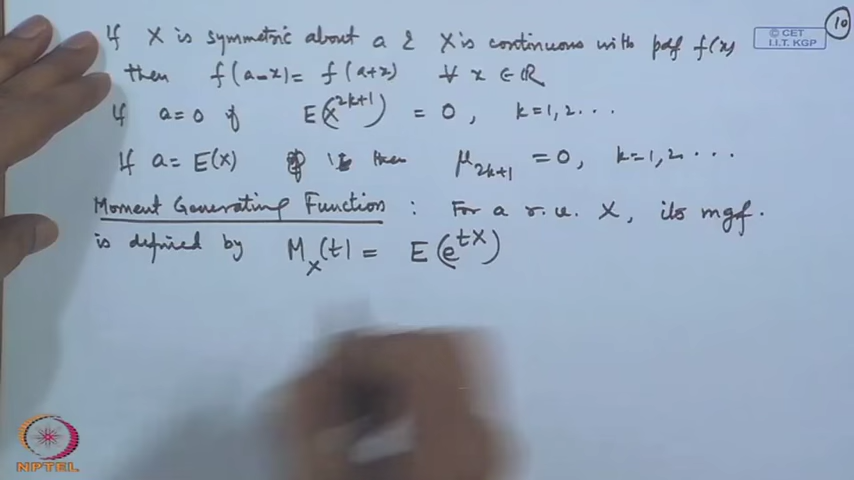 If X is symmetric about a & X is continuous with pdf f(x)
then f(a-x) = f(a+x) ∀ x ∈ ℝ
If a=0 if E(X^{2k+1}) = 0, k=1,2...
If a= E(X) then μ_{2k+1} =0, k=1,2...
Moment Generating Function : For a r.v. X, its mgf.
is defined by M_X(t) = E(e^{tX})
© CET
I.I.T. KGP
10
NPTEL